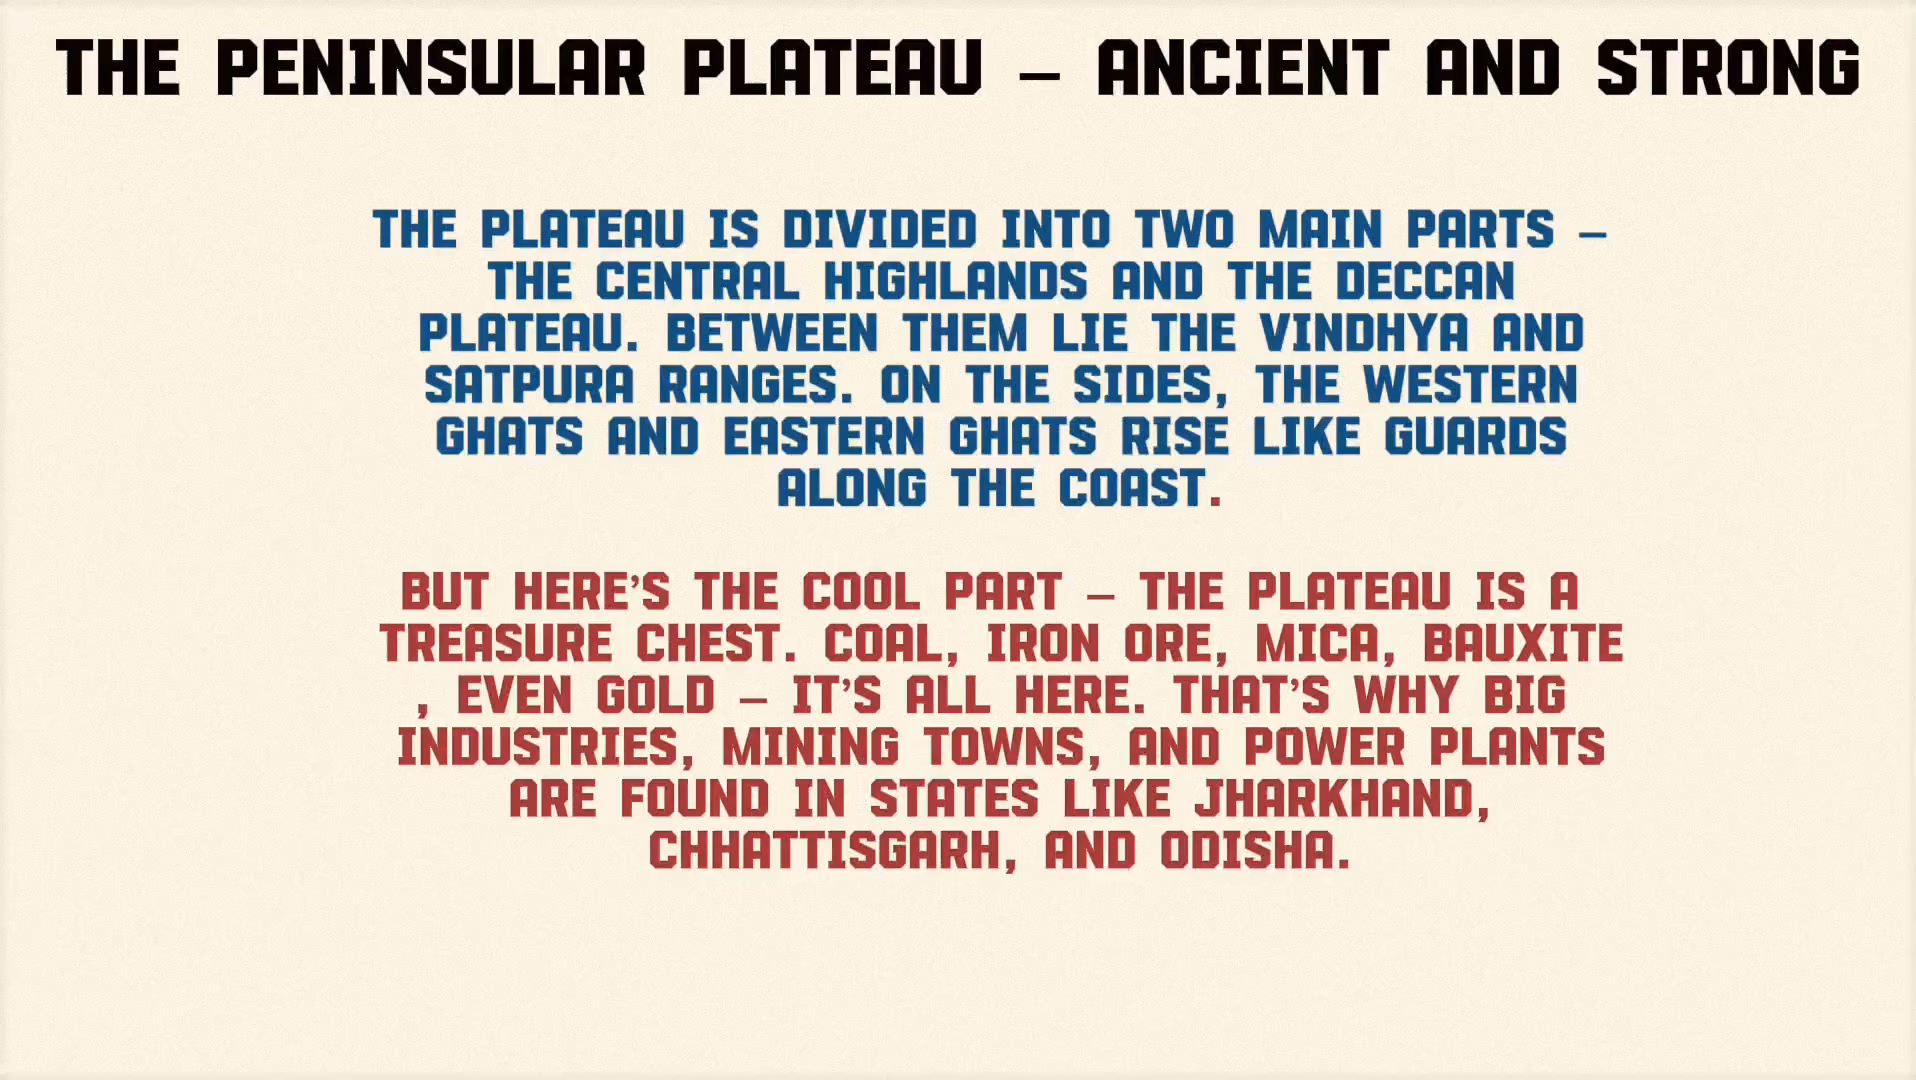 THE PENINSULAR PLATEAU – ANCIENT AND STRONG
THE PLATEAU IS DIVIDED INTO TWO MAIN PARTS –
THE CENTRAL HIGHLANDS AND THE DECCAN
PLATEAU. BETWEEN THEM LIE THE VINDHYA AND
SATPURA RANGES. ON THE SIDES, THE WESTERN
GHATS AND EASTERN GHATS RISE LIKE GUARDS
ALONG THE COAST.
BUT HERE’S THE COOL PART – THE PLATEAU IS A
TREASURE CHEST. COAL, IRON ORE, MICA, BAUXITE
, EVEN GOLD – IT’S ALL HERE. THAT’S WHY BIG
INDUSTRIES, MINING TOWNS, AND POWER PLANTS
ARE FOUND IN STATES LIKE JHARKHAND,
CHHATTISGARH, AND ODISHA.